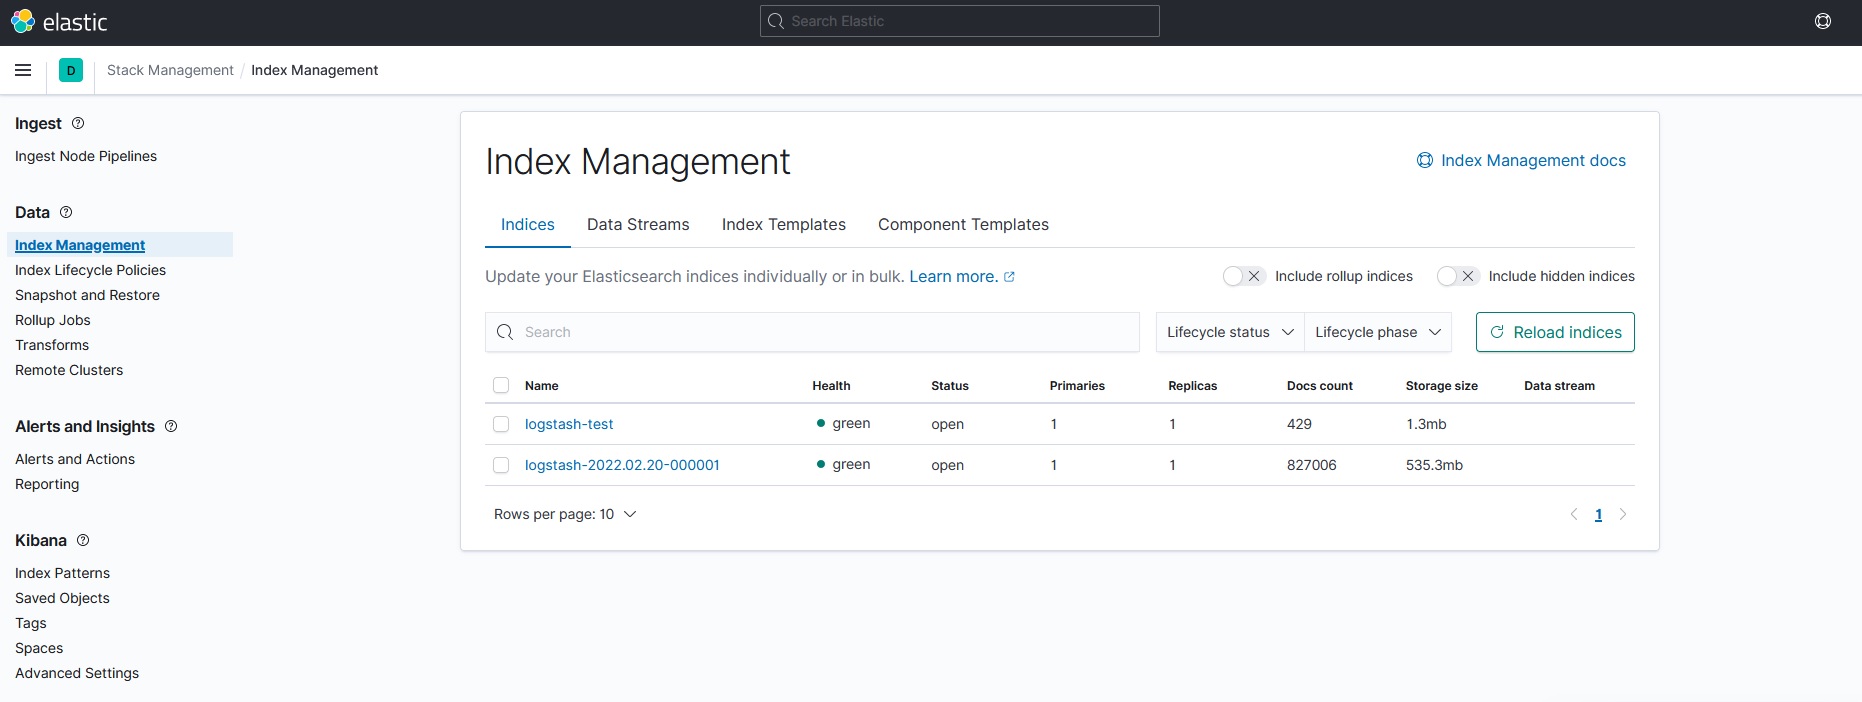 elastic
Search Elastic
D
Stack Management / Index Management
Ingest
Ingest Node Pipelines
Data
Index Management
Index Lifecycle Policies
Snapshot and Restore
Rollup Jobs
Transforms
Remote Clusters
Alerts and Insights
Alerts and Actions
Reporting
Kibana
Index Patterns
Saved Objects
Tags
Spaces
Advanced Settings
Index Management
Index Management docs
Indices Data Streams Index Templates Component Templates
Update your Elasticsearch indices individually or in bulk. Learn more.
Include rollup indices Include hidden indices
Search Lifecycle status Lifecycle phase Reload indices
Name Health Status Primaries Replicas Docs count Storage size Data stream
logstash-test green open 1 1 429 1.3mb
logstash-2022.02.20-000001 green open 1 1 827006 535.3mb
Rows per page: 10 1